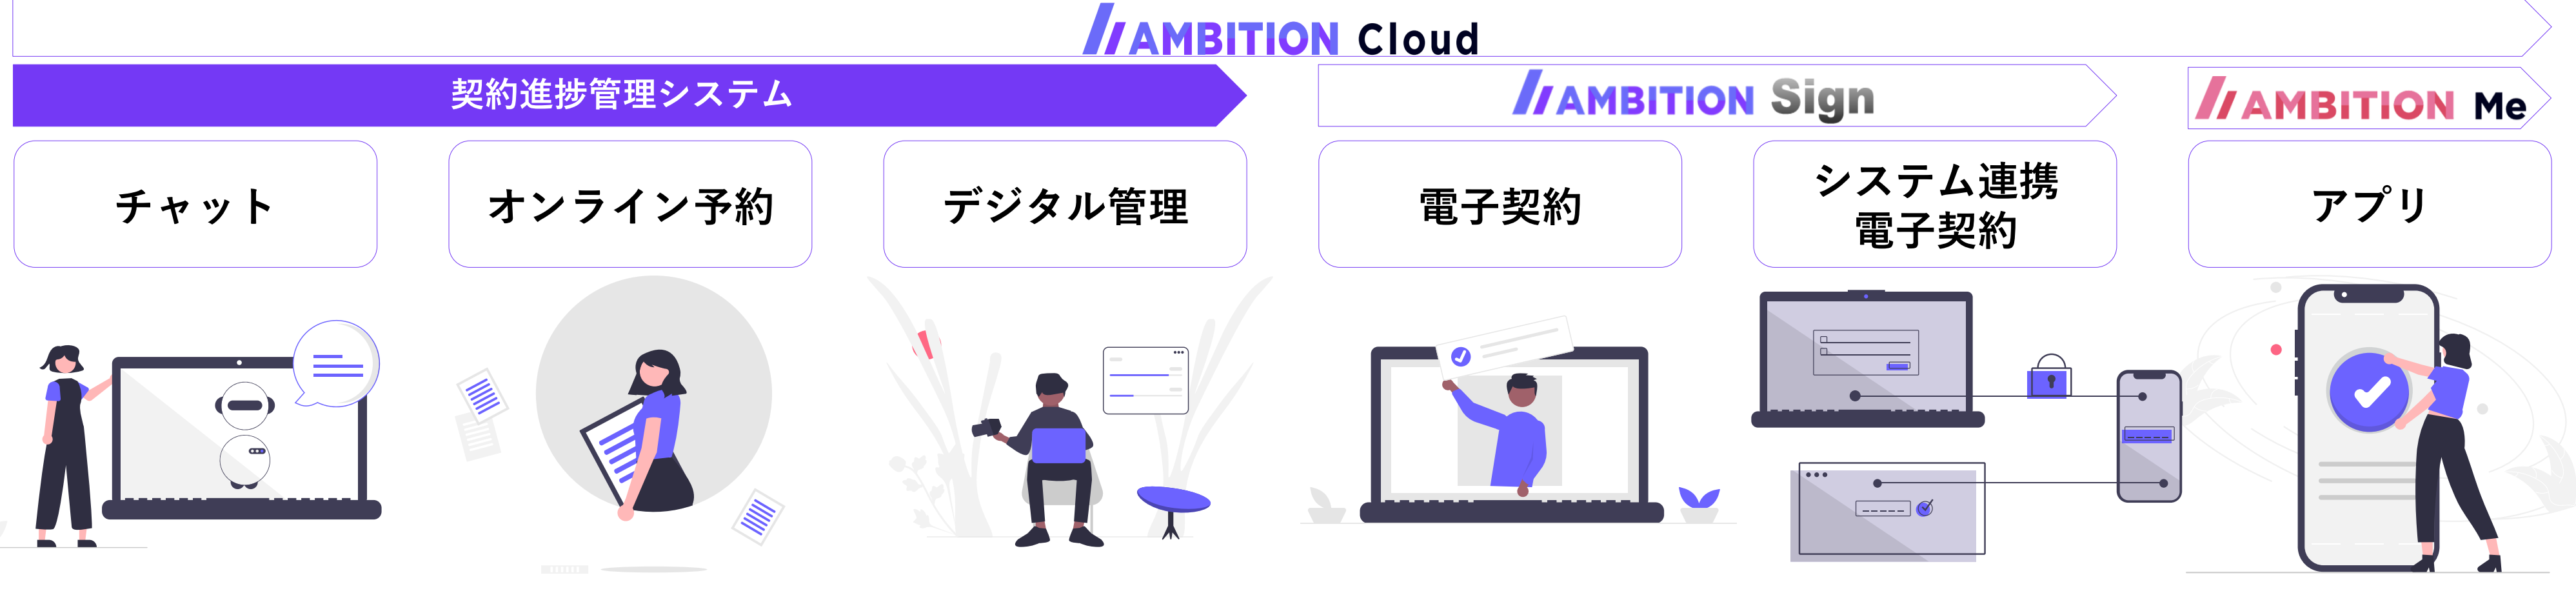 AMBITION Cloud
契約進捗管理システム
AMBITION Sign
AMBITION Me
チャット
オンライン予約
デジタル管理
電子契約
システム連携
電子契約
アプリ